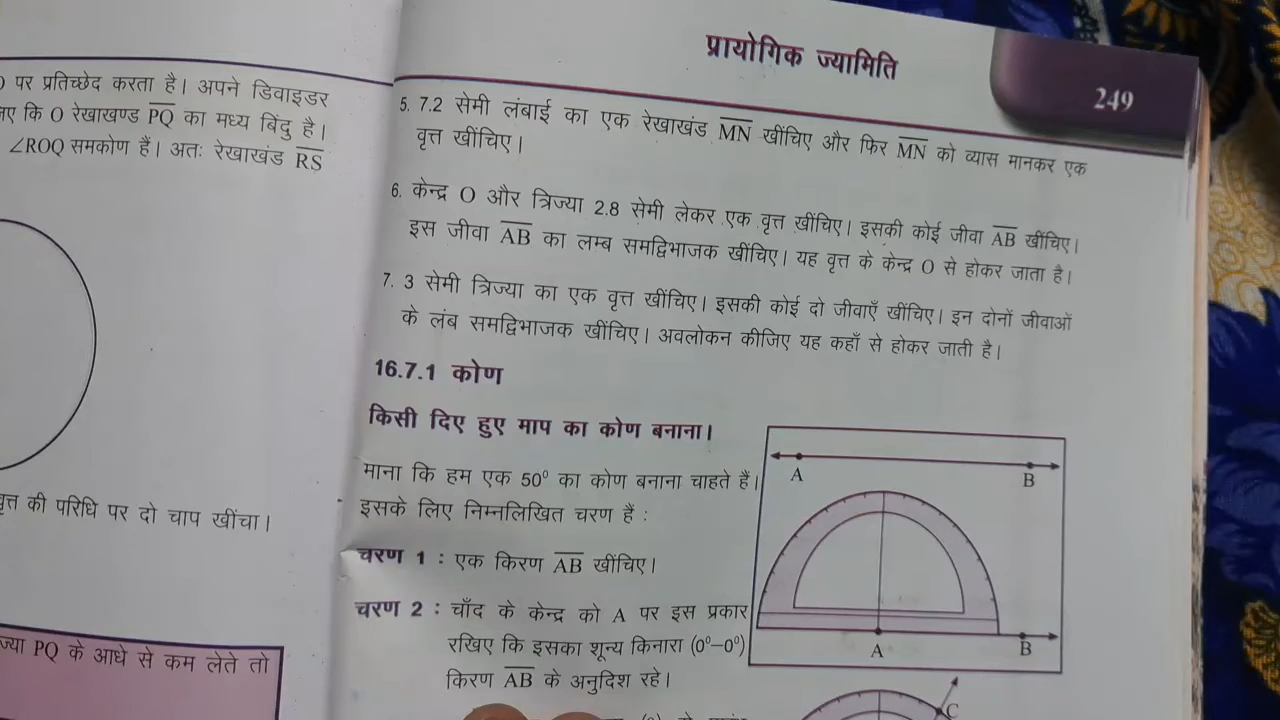 पर प्रतिच्छेद करता है। अपने डिवाइडर
कि O रेखाखण्ड PQ का मध्य बिंदु है।
∠ROQ समकोण हैं। अतः रेखाखंड RS
वृत्त की परिधि पर दो चाप खींचा।
PQ के आधे से कम लेते तो
प्रायोगिक ज्यामिति
249
5. 7.2 सेमी लंबाई का एक रेखाखंड MN खींचिए और फिर MN को व्यास मानकर एक
वृत्त खींचिए।
6. केन्द्र O और त्रिज्या 2.8 सेमी लेकर एक वृत्त खींचिए। इसकी कोई जीवा AB खींचिए।
इस जीवा AB का लम्ब समद्विभाजक खींचिए। यह वृत्त के केन्द्र O से होकर जाता है।
7. 3 सेमी त्रिज्या का एक वृत्त खींचिए। इसकी कोई दो जीवाएँ खींचिए। इन दोनों जीवाओं
के लंब समद्विभाजक खींचिए। अवलोकन कीजिए यह कहाँ से होकर जाती है।
16.7.1 कोण
किसी दिए हुए माप का कोण बनाना।
माना कि हम एक 50⁰ का कोण बनाना चाहते हैं।
इसके लिए निम्नलिखित चरण हैं :
चरण 1 : एक किरण AB खींचिए।
चरण 2 : चाँद के केन्द्र को A पर इस प्रकार
रखिए कि इसका शून्य किनारा (0⁰–0⁰)
किरण AB के अनुदिश रहे।
A B
A B
C